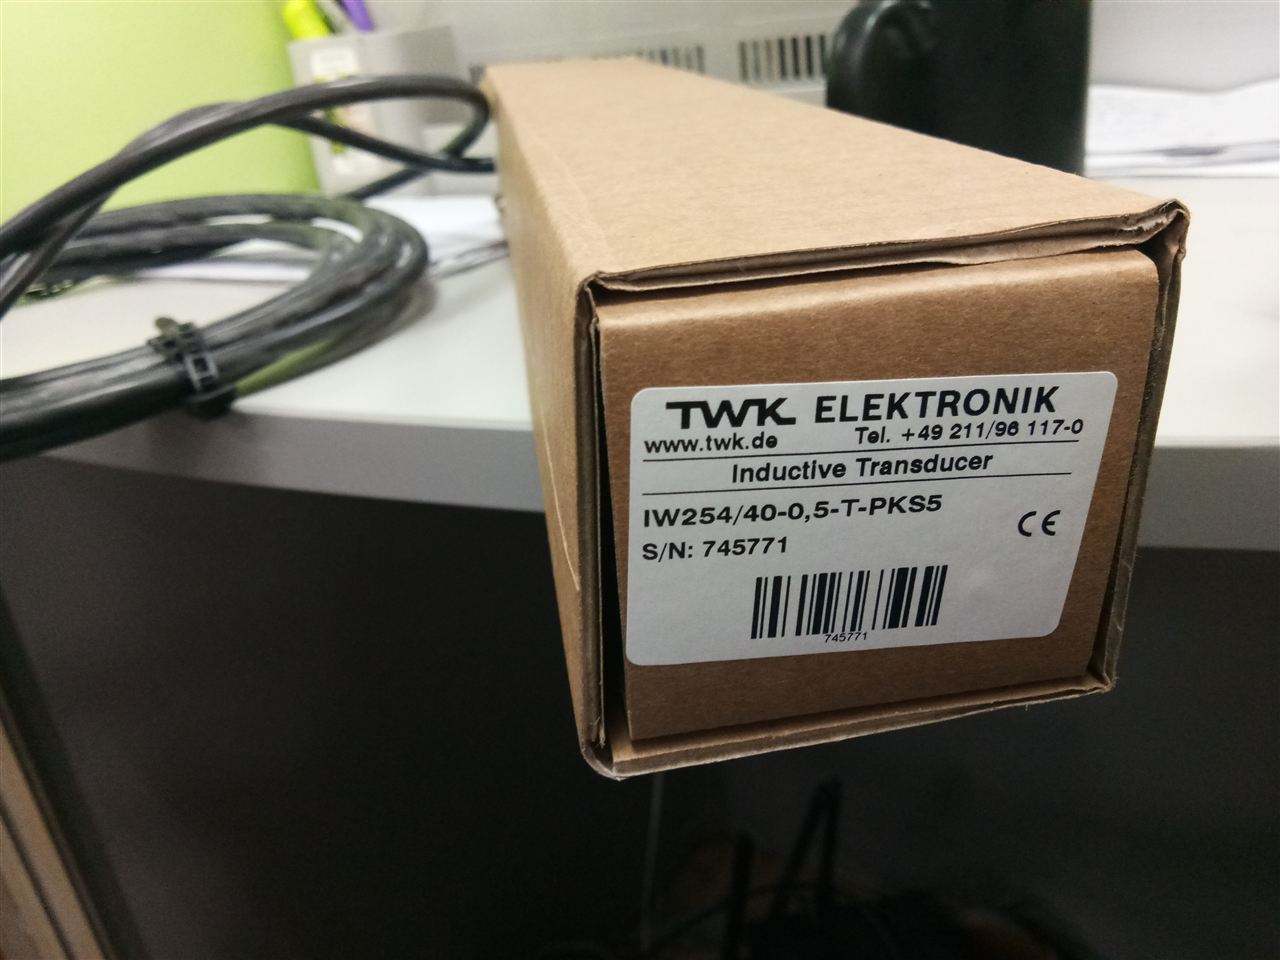 TWK ELEKTRONIK
www.twk.de Tel. +49 211/96 117-0
Inductive Transducer
IW254/40-0,5-T-PKS5
CE
S/N: 745771
745771